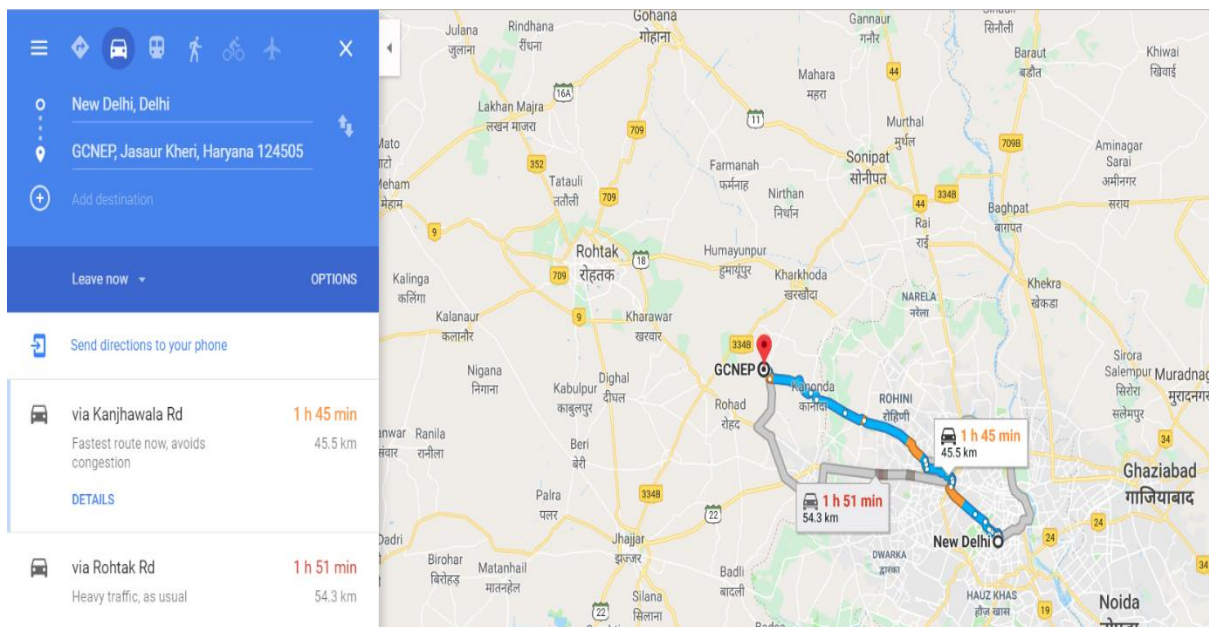 New Delhi, Delhi
GCNEP, Jasaur Kheri, Haryana 124505
Add destination
Leave now
OPTIONS
Send directions to your phone
via Kanjhawala Rd
1 h 45 min
Fastest route now, avoids
45.5 km
congestion
DETAILS
via Rohtak Rd
1 h 51 min
Heavy traffic, as usual
54.3 km
Julana
जुलाना
Rindhana
रिंधना
Gohana
गोहाना
Gannaur
गनौर
सिनौली
Baraut
बड़ौत
Khiwai
खिवाई
Lakhan Majra
लखन माजरा
16A
Mahara
महरा
44
11
709
Murthal
मुर्थल
709B
352
Sonipat
सोनीपत
Aminagar
Sarai
अमीनगर
सराय
Meham
मेहाम
Tatauli
ततौली
709
Farmanah
फर्मनाह
Nirthan
निर्थान
334B
44
Baghpat
बाग़पत
Rai
राई
9
Rohtak
रोहतक
18
Humayunpur
हुमायूंपुर
Kalinga
कलिंगा
709
Kharkhoda
खरखौदा
Khekra
खेकडा
NARELA
नरेला
Kalanaur
कलानौर
9
Kharawar
खरवार
334B
GCNEP
Kanonda
कानोंदा
Sirora
Salempur
सिरोरा
सलेमपुर
Muradnag
मुरादनगर
Nigana
निगाना
Kabulpur
काबुलपुर
Dighal
दीघल
Rohad
रोहद
ROHINI
रोहिणी
Ranila
रानीला
Beri
बेरी
1 h 45 min
45.5 km
34
Ghaziabad
गाजियाबाद
Palra
पलर
334B
1 h 51 min
54.3 km
22
New Delhi
24
24
Dadri
Birohar
बिरोहड़
Matanhail
मातनहेल
Jhajjar
झज्जर
Badli
बादली
DWARKA
द्वारका
34
Silana
सिलाना
22
HAUZ KHAS
हौज खास
19
Noida